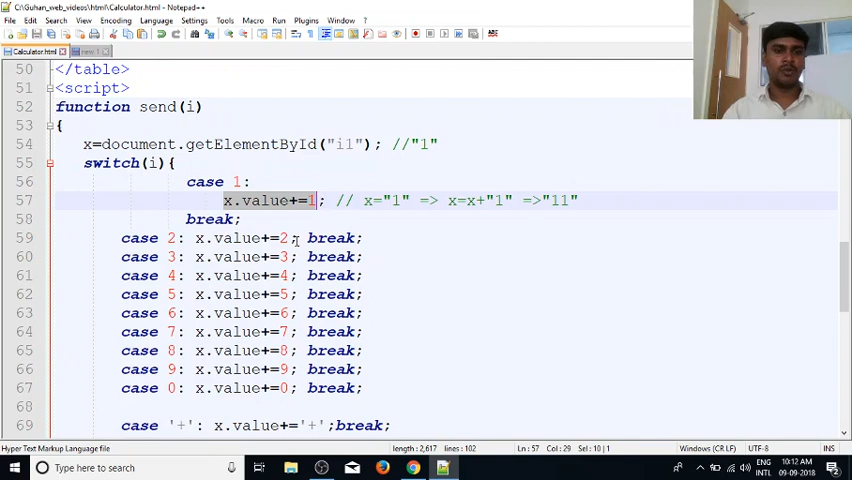 C:\Guhan_web_videos\html\Calculator.html - Notepad++
File Edit Search View Encoding Language Settings Tools Macro Run Plugins Window ?
Calculator.html new 1
50 </table>
51 <script>
52 function send(i)
53 {
54 x=document.getElementById("i1"); //"1"
55 switch(i){
56 case 1:
57 x.value+=1; // x="1" => x=x+"1" =>"11"
58 break;
59 case 2: x.value+=2; break;
60 case 3: x.value+=3; break;
61 case 4: x.value+=4; break;
62 case 5: x.value+=5; break;
63 case 6: x.value+=6; break;
64 case 7: x.value+=7; break;
65 case 8: x.value+=8; break;
66 case 9: x.value+=9; break;
67 case 0: x.value+=0; break;
68
69 case '+': x.value+='+';break;
Hyper Text Markup Language file length : 2,617 lines : 102 Ln : 57 Col : 29 Sel : 10 | 1 Windows (CR LF) UTF-8 INS
Type here to search ENG INTL 10:12 AM 09-09-2018